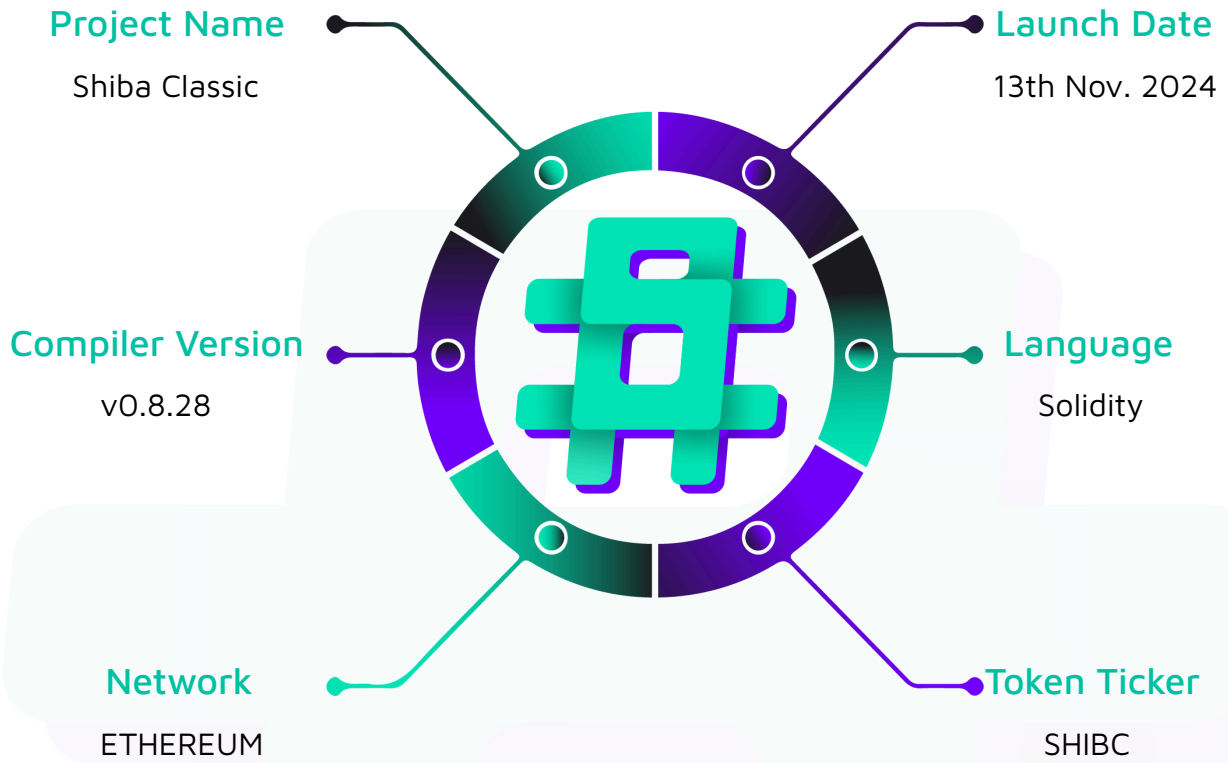 Project Name
Shiba Classic
Launch Date
13th Nov. 2024
Compiler Version
v0.8.28
Language
Solidity
Network
ETHEREUM
Token Ticker
SHIBC